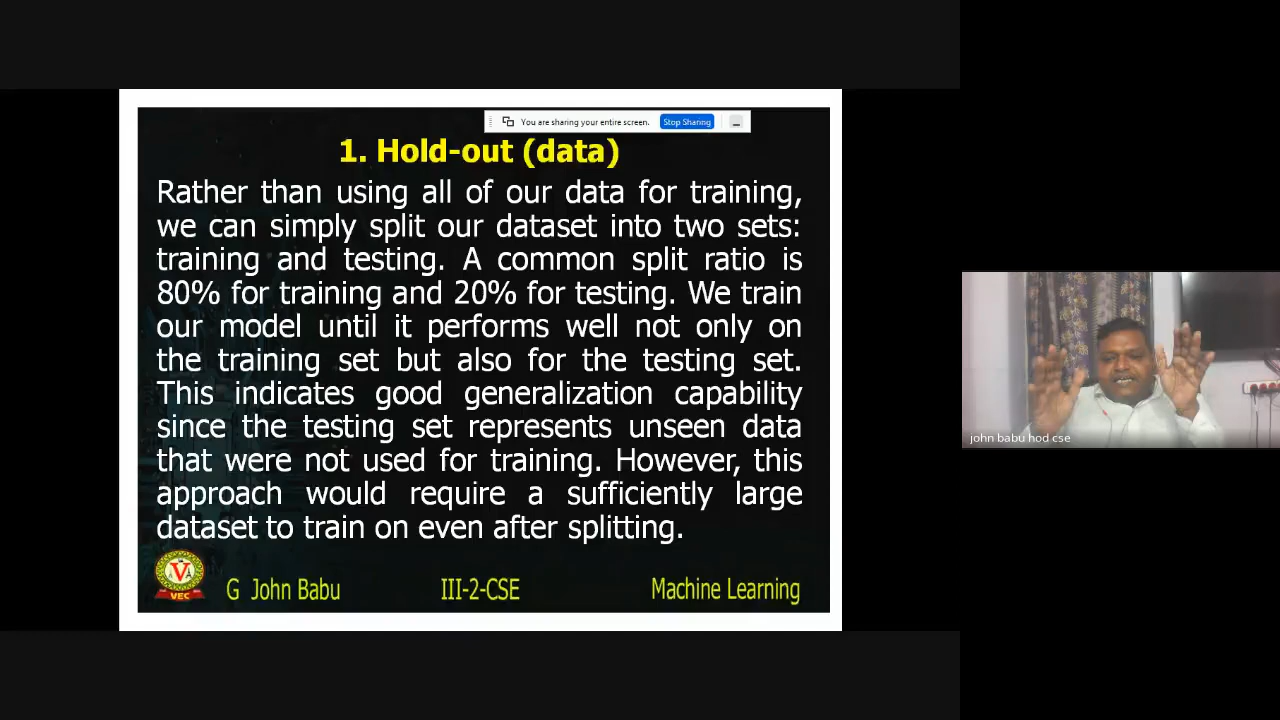 You are sharing your entire screen. Stop Sharing
1. Hold-out (data)
Rather than using all of our data for training,
we can simply split our dataset into two sets:
training and testing. A common split ratio is
80% for training and 20% for testing. We train
our model until it performs well not only on
the training set but also for the testing set.
This indicates good generalization capability
since the testing set represents unseen data
that were not used for training. However, this
approach would require a sufficiently large
dataset to train on even after splitting.
VEC
G John Babu III-2-CSE Machine Learning
john babu hod cse